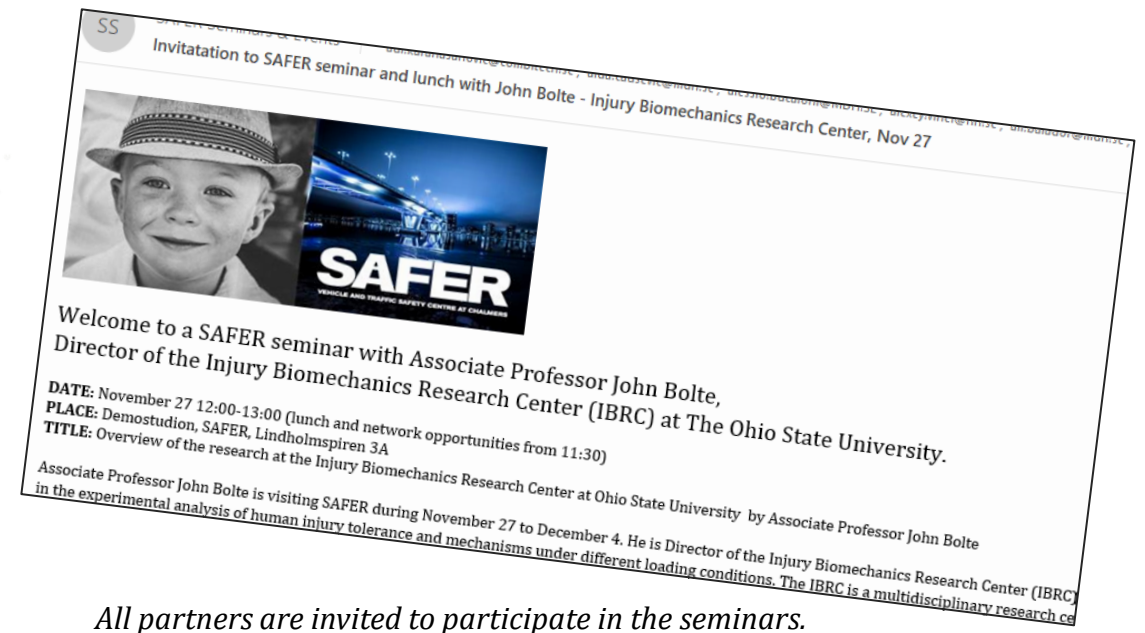 SS
SAFER Seminars & Events
Invitatation to SAFER seminar and lunch with John Bolte - Injury Biomechanics Research Center, Nov 27
SAFER
VEHICLE AND TRAFFIC SAFETY CENTRE AT CHALMERS
Welcome to a SAFER seminar with Associate Professor John Bolte,
Director of the Injury Biomechanics Research Center (IBRC) at The Ohio State University.
DATE: November 27 12:00-13:00 (lunch and network opportunities from 11:30)
PLACE: Demostudion, SAFER, Lindholmspiren 3A
TITLE: Overview of the research at the Injury Biomechanics Research Center at Ohio State University by Associate Professor John Bolte
Associate Professor John Bolte is visiting SAFER during November 27 to December 4. He is Director of the Injury Biomechanics Research Center (IBRC)
in the experimental analysis of human injury tolerance and mechanisms under different loading conditions. The IBRC is a multidisciplinary research ce
All partners are invited to participate in the seminars.